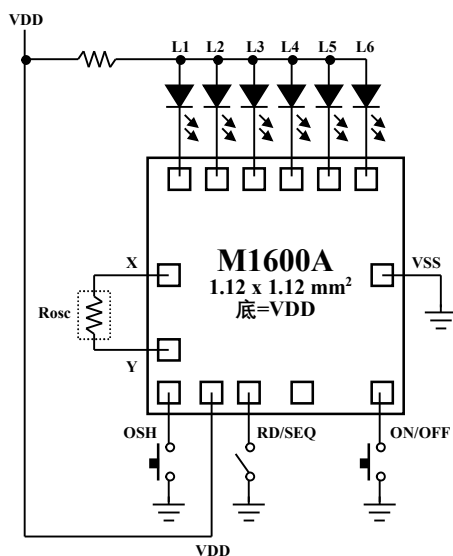 VDD
L1 L2 L3 L4 L5 L6
M1600A
1.12 x 1.12 mm²
底=VDD
X
VSS
Rosc
Y
OSH
RD/SEQ
ON/OFF
VDD